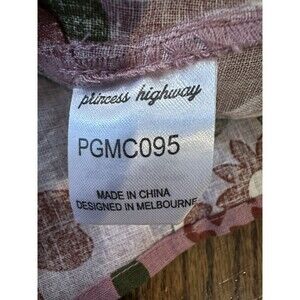 princess highway
PGMC095
MADE IN CHINA
DESIGNED IN MELBOURNE